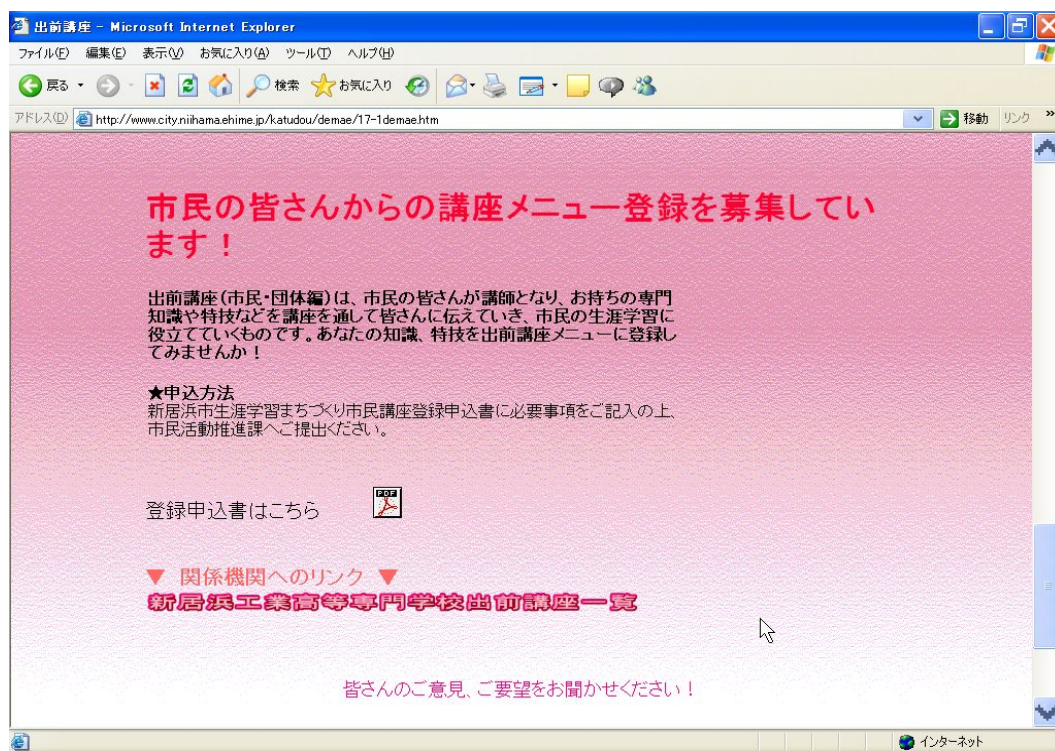 出前講座 - Microsoft Internet Explorer
ファイル(F) 編集(E) 表示(V) お気に入り(A) ツール(T) ヘルプ(H)
戻る 検索 お気に入り
アドレス(D) http://www.city.niihama.ehime.jp/katudou/demae/17-1demae.htm 移動 リンク »
市民の皆さんからの講座メニュー登録を募集してい
ます！
出前講座(市民・団体編)は、市民の皆さんが講師となり、お持ちの専門
知識や特技などを講座を通して皆さんに伝えていき、市民の生涯学習に
役立てていくものです。あなたの知識、特技を出前講座メニューに登録し
てみませんか！
★申込方法
新居浜市生涯学習まちづくり市民講座登録申込書に必要事項をご記入の上、
市民活動推進課へご提出ください。
登録申込書はこちら PDF
▼ 関係機関へのリンク ▼
新居浜工業高等専門学校出前講座一覧
皆さんのご意見、ご要望をお聞かせください！
インターネット